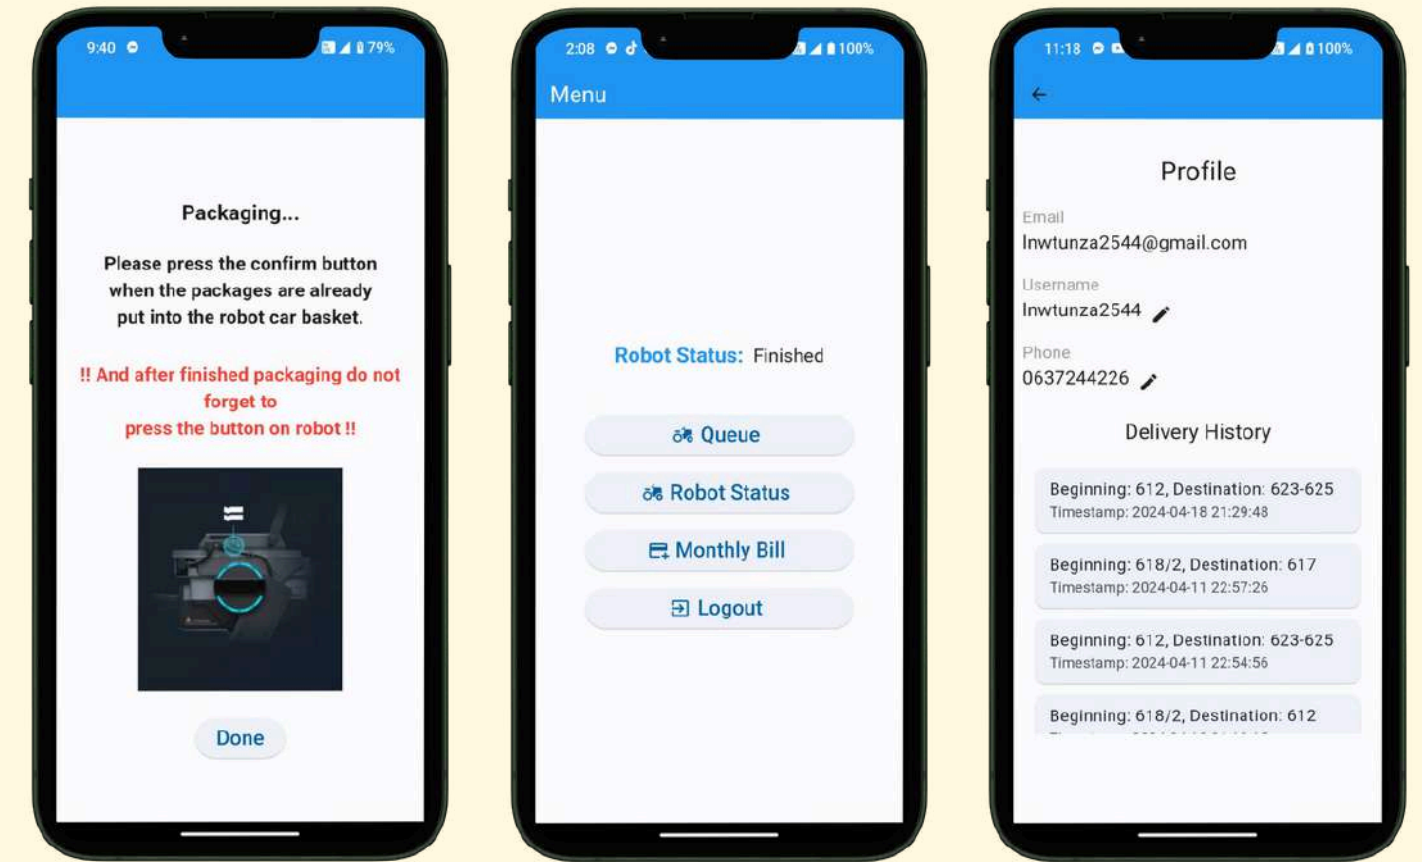 9:40
79%
Packaging...
Please press the confirm button
when the packages are already
put into the robot car basket.
!! And after finished packaging do not
forget to
press the button on robot !!
Done
2:08
100%
Menu
Robot Status: Finished
Queue
Robot Status
Monthly Bill
Logout
11:18
100%
Profile
Email
lnwtunza2544@gmail.com
Username
lnwtunza2544
Phone
0637244226
Delivery History
Beginning: 612, Destination: 623-625
Timestamp: 2024-04-18 21:29:48
Beginning: 618/2, Destination: 617
Timestamp: 2024-04-11 22:57:26
Beginning: 612, Destination: 623-625
Timestamp: 2024-04-11 22:54:56
Beginning: 618/2, Destination: 612